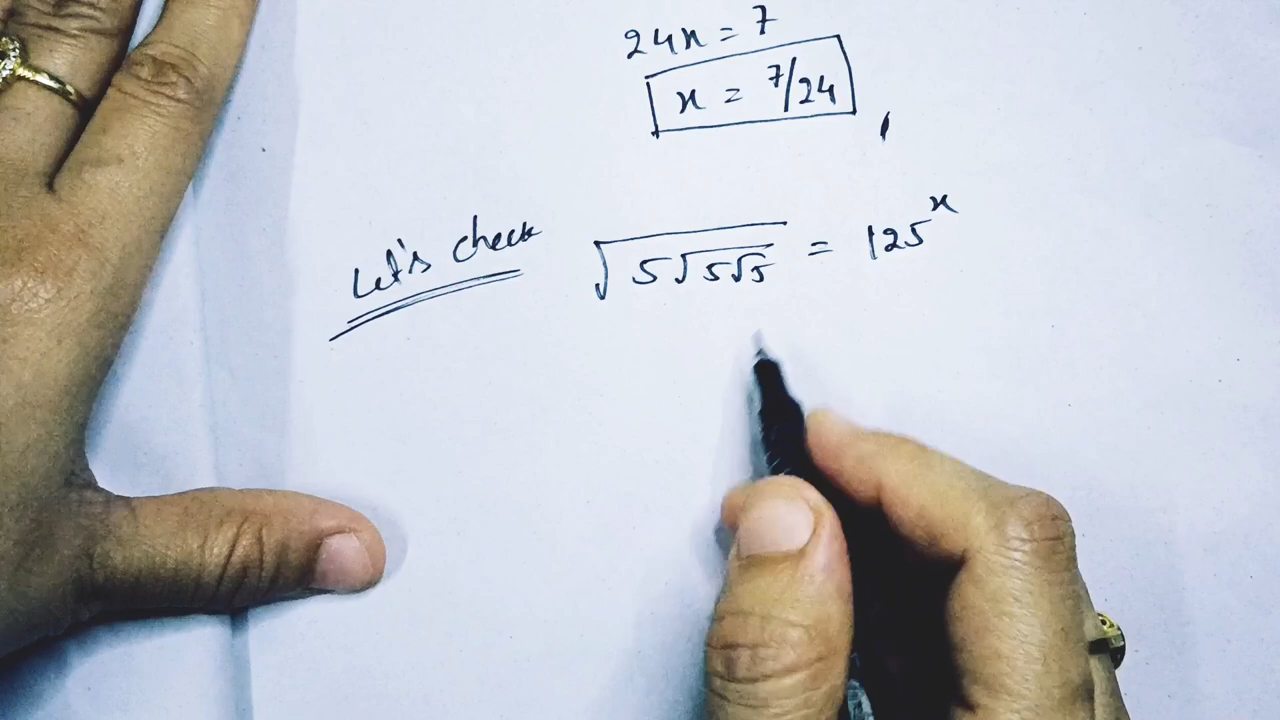 24x = 7
x = 7/24
Let's check √(5√(5√5)) = 125^x